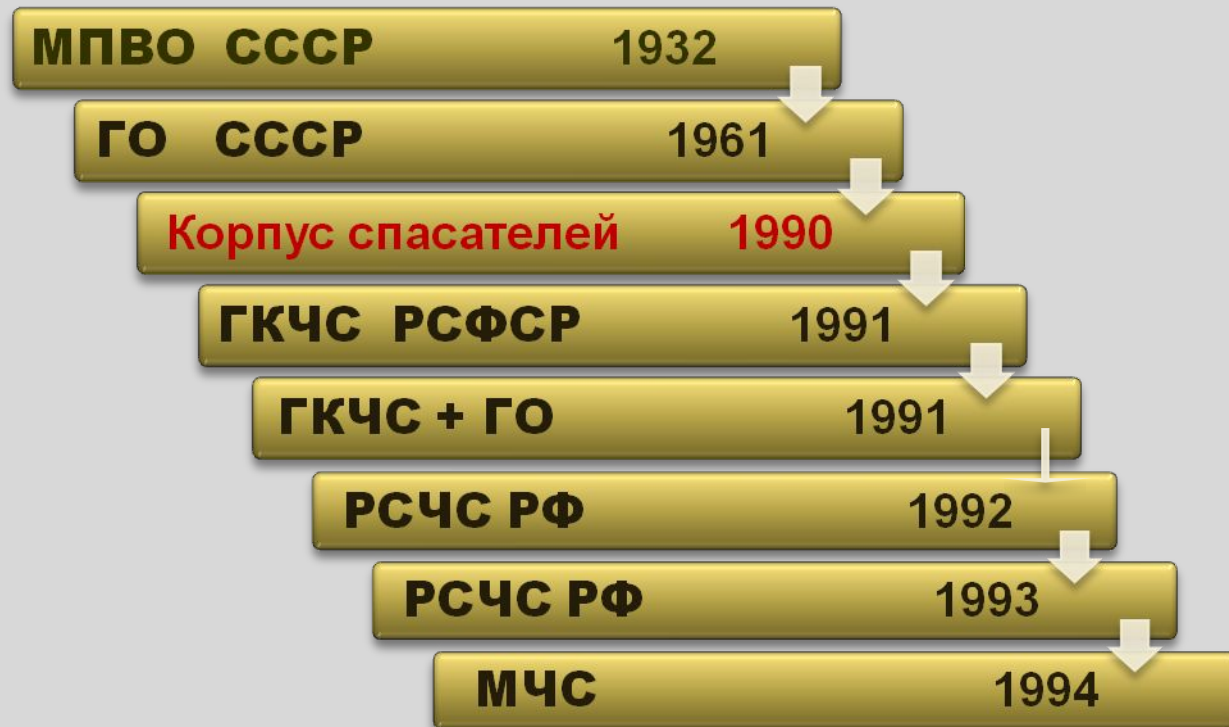 МПВО СССР 1932
ГО СССР 1961
Корпус спасателей 1990
ГКЧС РСФСР 1991
ГКЧС + ГО 1991
РСЧС РФ 1992
РСЧС РФ 1993
МЧС 1994